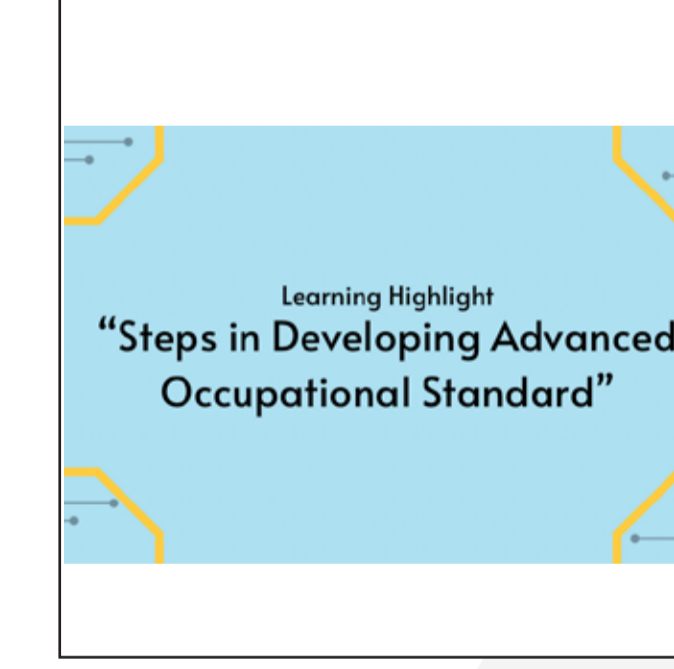 Learning Highlight
“Steps in Developing Advanced
Occupational Standard”